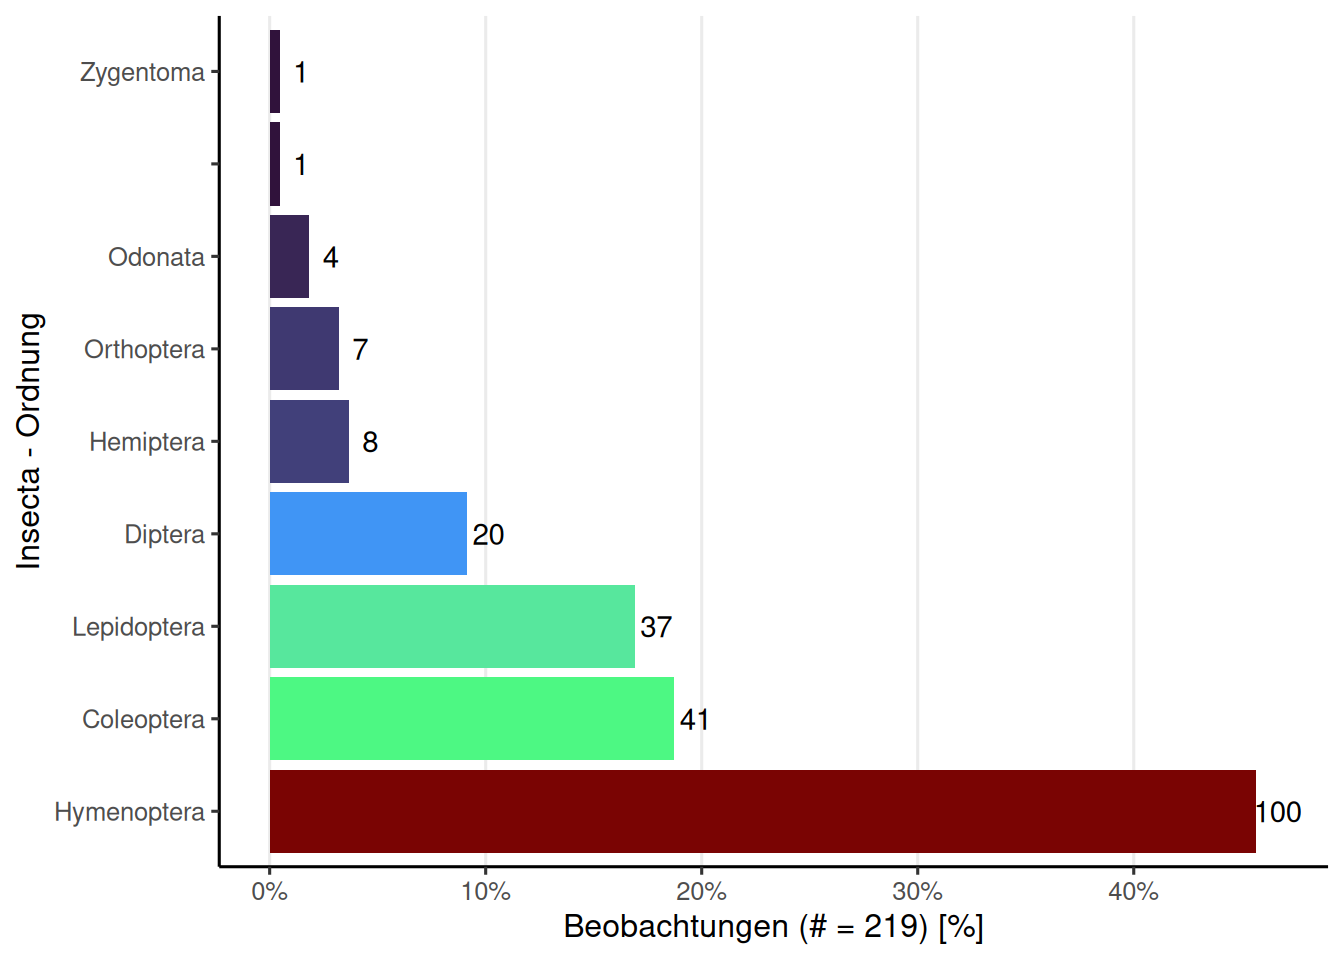 Insecta - Ordnung
Zygentoma 1
1
Odonata 4
Orthoptera 7
Hemiptera 8
Diptera 20
Lepidoptera 37
Coleoptera 41
Hymenoptera 100
0% 10% 20% 30% 40%
Beobachtungen (# = 219) [%]